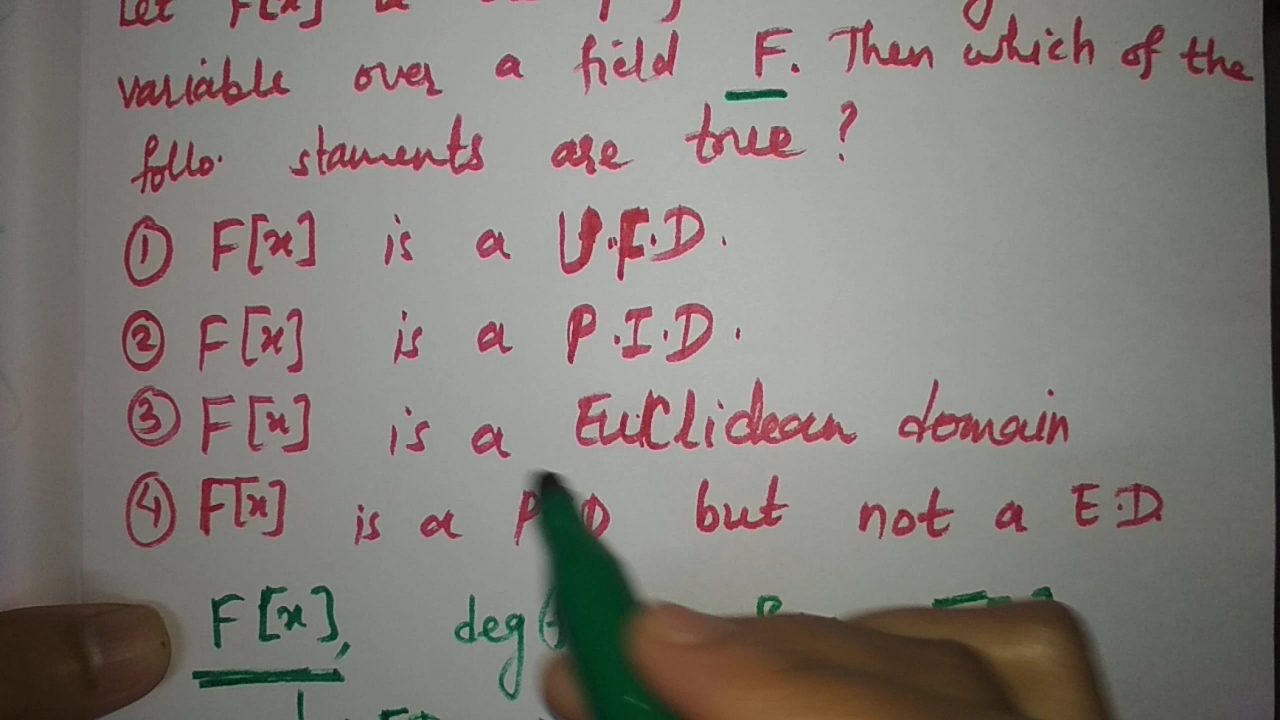 Let F[x]
variable over a field F. Then which of the
follo. staments are true?
① F[x] is a U.F.D.
② F[x] is a P.I.D.
③ F[x] is a Euclidean domain
④ F[x] is a but not a E.D
F[x], deg